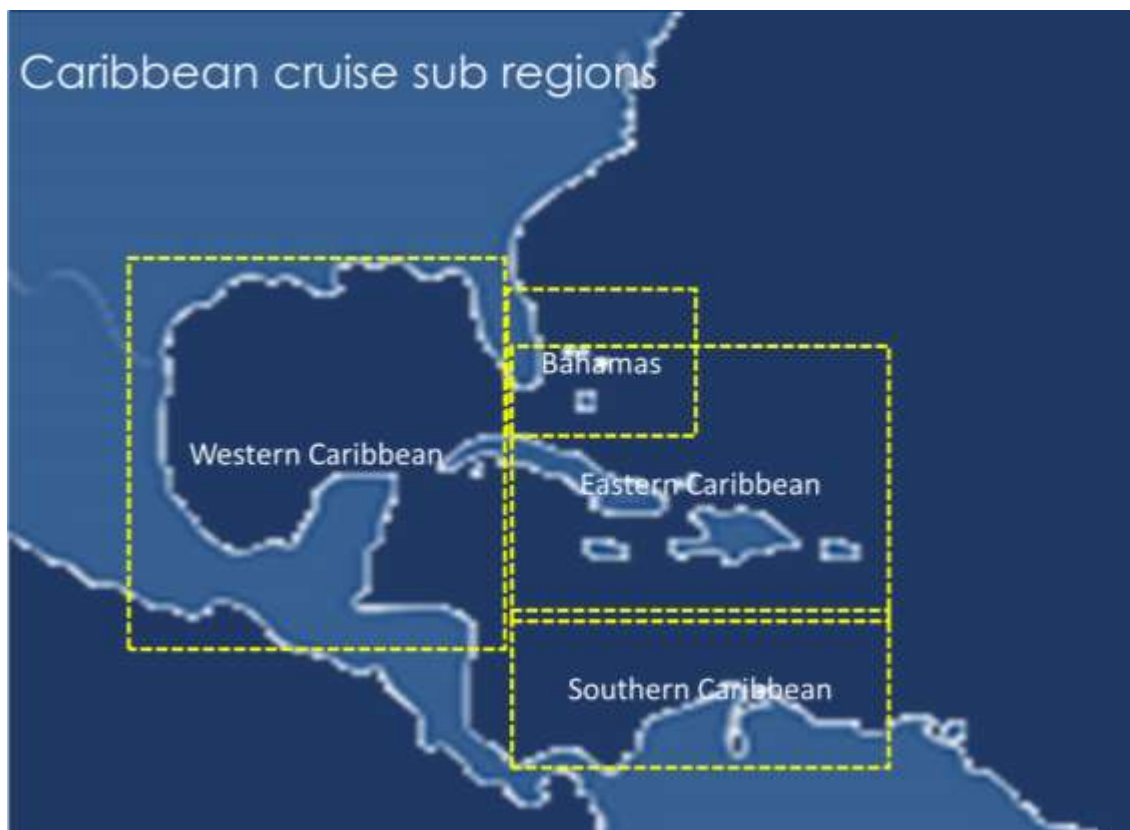 Caribbean cruise sub regions
Bahamas
Western Caribbean
Eastern Caribbean
Southern Caribbean